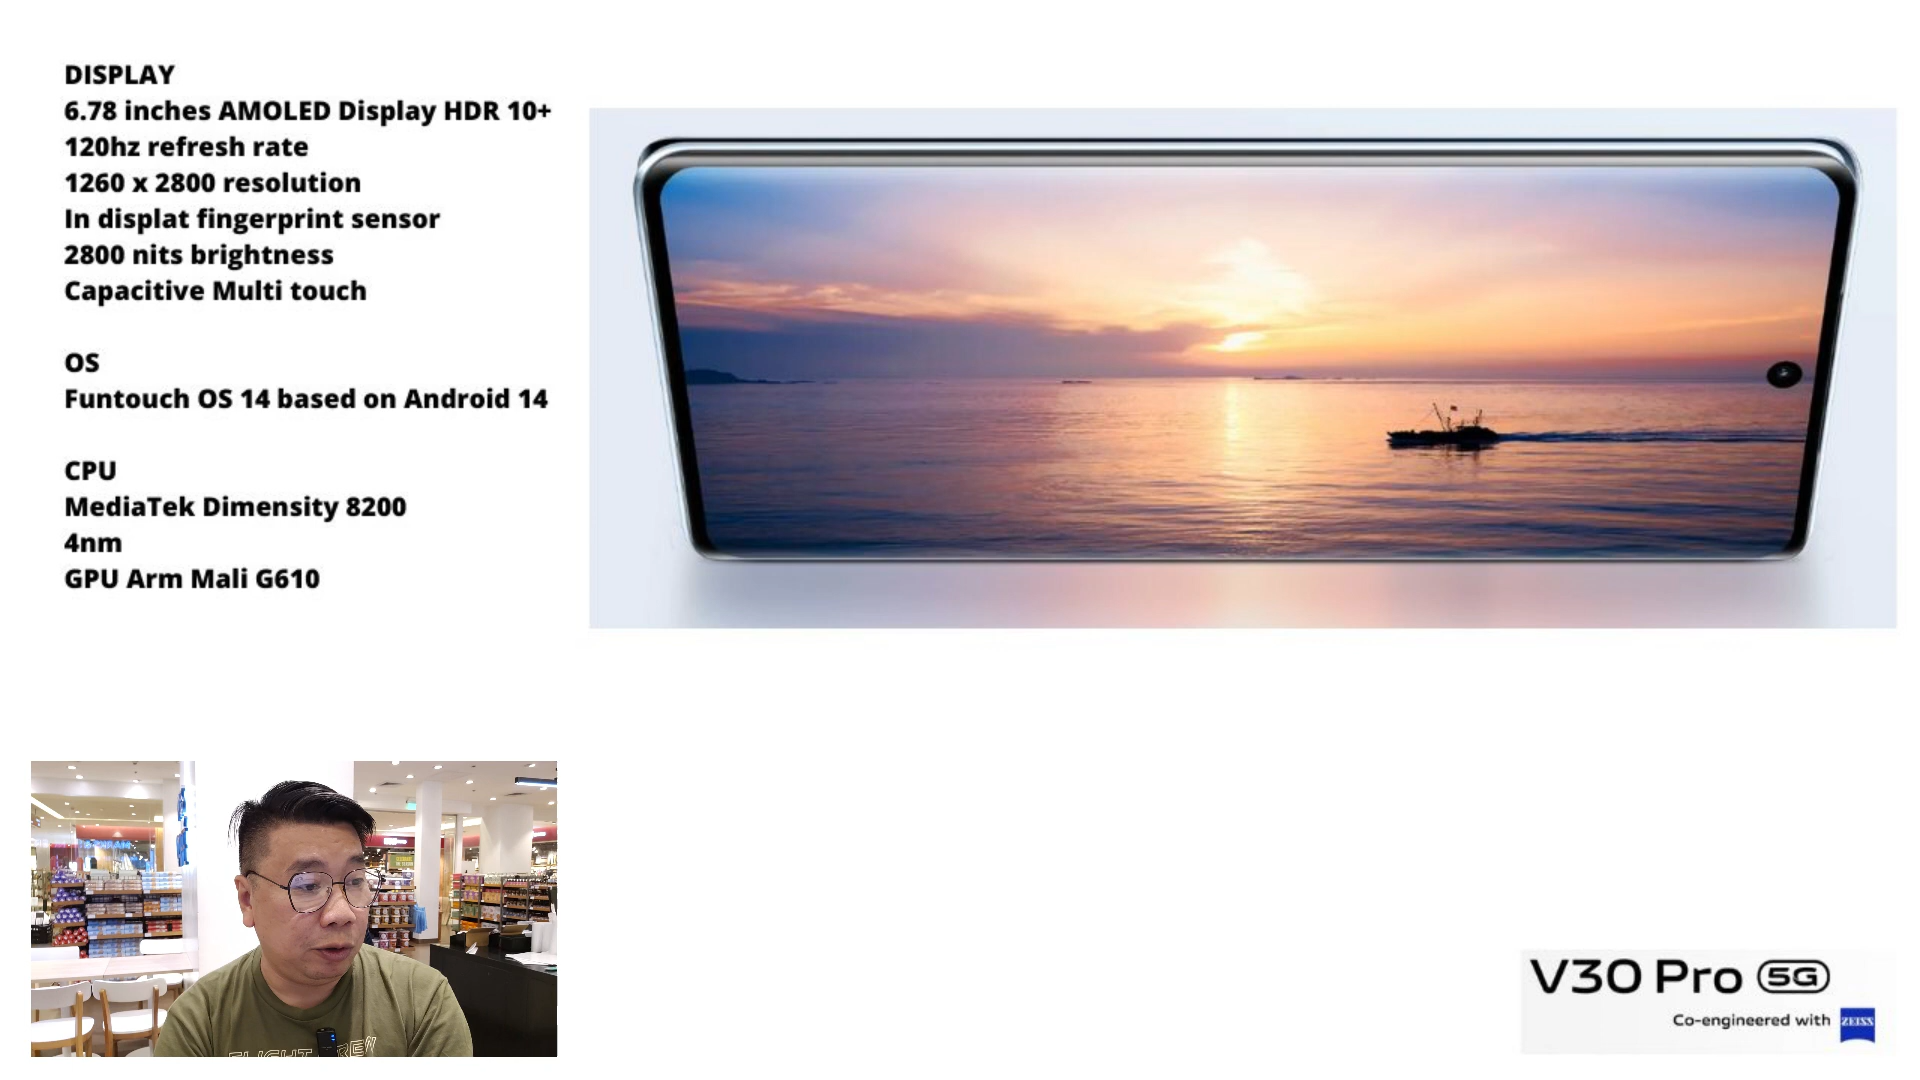 DISPLAY
6.78 inches AMOLED Display HDR 10+
120hz refresh rate
1260 x 2800 resolution
In displat fingerprint sensor
2800 nits brightness
Capacitive Multi touch
OS
Funtouch OS 14 based on Android 14
CPU
MediaTek Dimensity 8200
4nm
GPU Arm Mali G610
V30 Pro 5G
Co-engineered with ZEISS